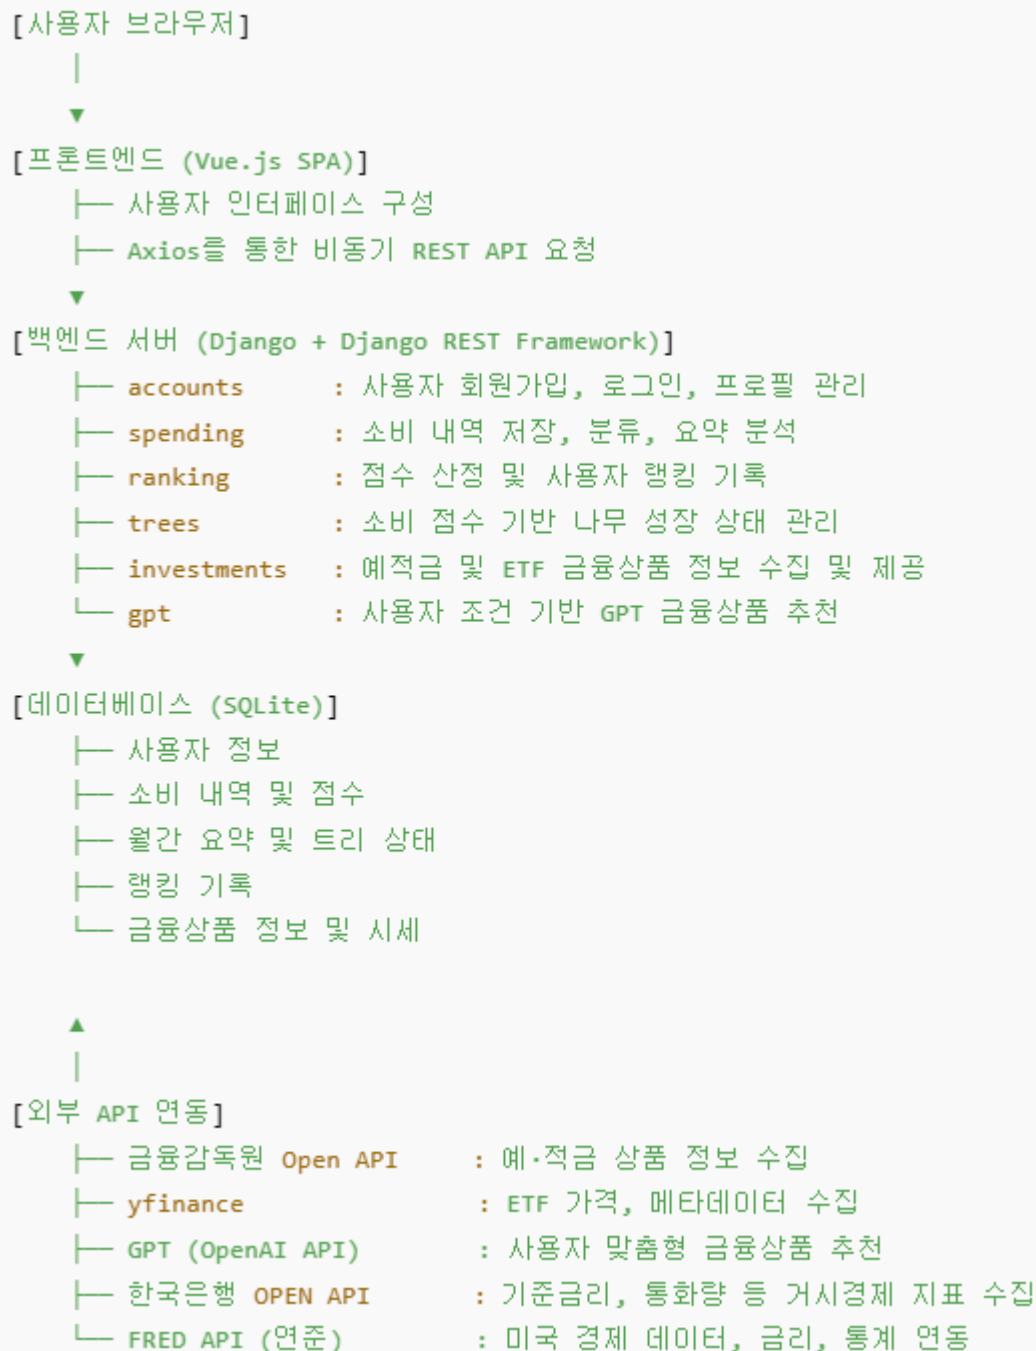 [사용자 브라우저]
│
▼
[프론트엔드 (Vue.js SPA)]
├── 사용자 인터페이스 구성
├── Axios를 통한 비동기 REST API 요청
▼
[백엔드 서버 (Django + Django REST Framework)]
├── accounts : 사용자 회원가입, 로그인, 프로필 관리
├── spending : 소비 내역 저장, 분류, 요약 분석
├── ranking : 점수 산정 및 사용자 랭킹 기록
├── trees : 소비 점수 기반 나무 성장 상태 관리
├── investments : 예적금 및 ETF 금융상품 정보 수집 및 제공
└── gpt : 사용자 조건 기반 GPT 금융상품 추천
▼
[데이터베이스 (SQLite)]
├── 사용자 정보
├── 소비 내역 및 점수
├── 월간 요약 및 트리 상태
├── 랭킹 기록
└── 금융상품 정보 및 시세
▲
│
[외부 API 연동]
├── 금융감독원 Open API : 예·적금 상품 정보 수집
├── yfinance : ETF 가격, 메타데이터 수집
├── GPT (OpenAI API) : 사용자 맞춤형 금융상품 추천
├── 한국은행 OPEN API : 기준금리, 통화량 등 거시경제 지표 수집
└── FRED API (연준) : 미국 경제 데이터, 금리, 통계 연동